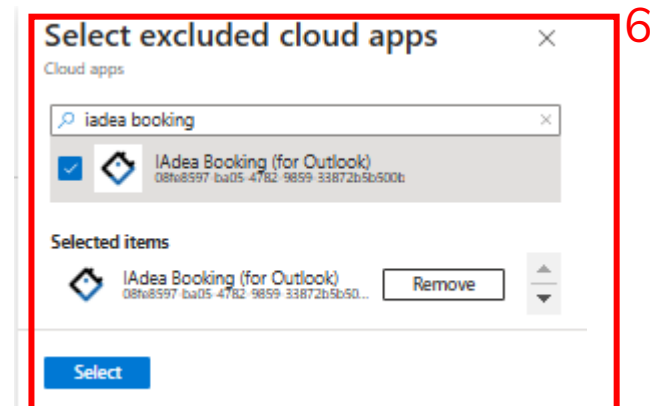 Select excluded cloud apps
6
Cloud apps
iadea booking
IAdea Booking (for Outlook)
08fe8597-ba05-4782-9859-33872b5b500b
Selected items
IAdea Booking (for Outlook)
08fe8597-ba05-4782-9859-33872b5b50...
Remove
Select